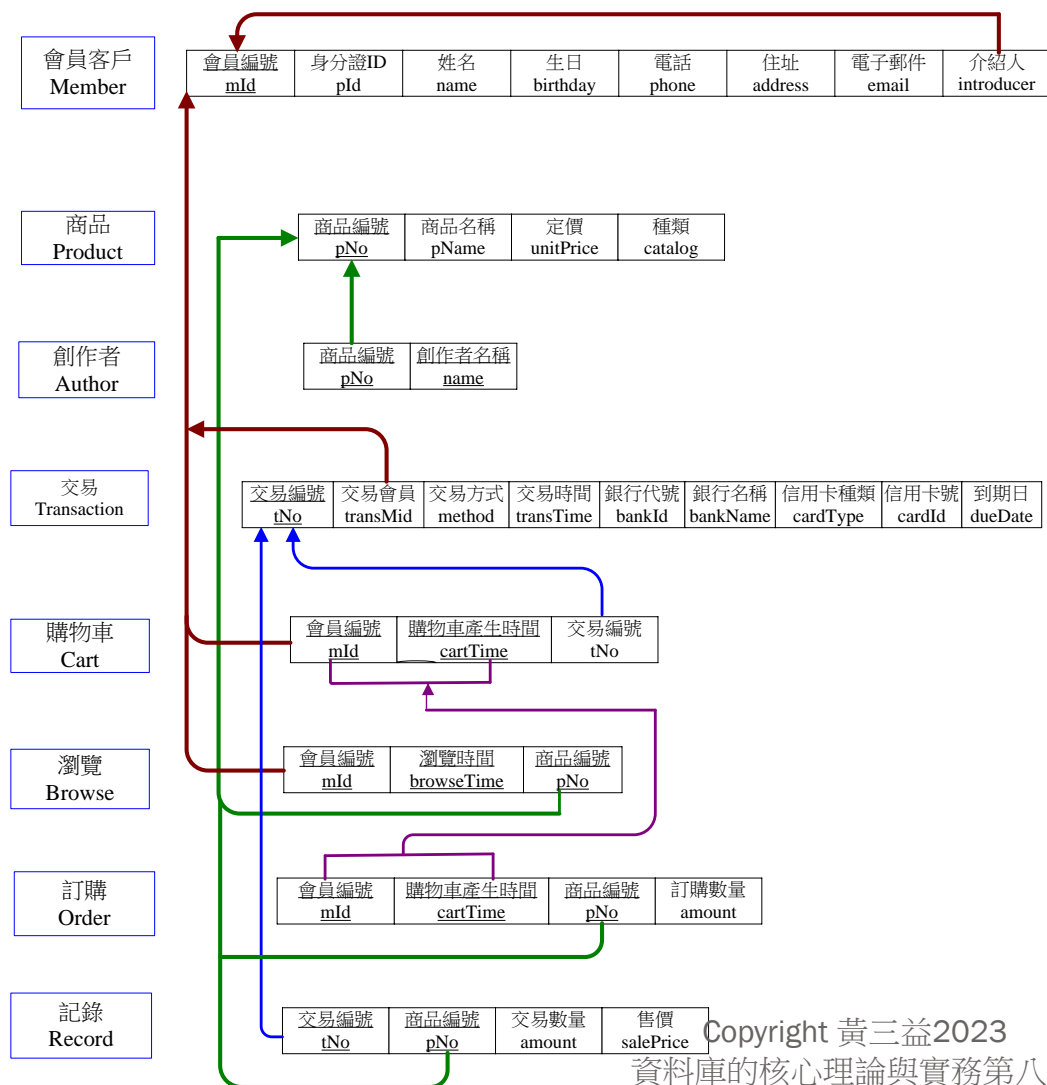 會員客戶
Member
會員編號 身分證ID 姓名 生日 電話 住址 電子郵件 介紹人
mId pId name birthday phone address email introducer
商品
Product
商品編號 商品名稱 定價 種類
pNo pName unitPrice catalog
創作者
Author
商品編號 創作者名稱
pNo name
交易
Transaction
交易編號 交易會員 交易方式 交易時間 銀行代號 銀行名稱 信用卡種類 信用卡號 到期日
tNo transMid method transTime bankId bankName cardType cardId dueDate
購物車
Cart
會員編號 購物車產生時間 交易編號
mId cartTime tNo
瀏覽
Browse
會員編號 瀏覽時間 商品編號
mId browseTime pNo
訂購
Order
會員編號 購物車產生時間 商品編號 訂購數量
mId cartTime pNo amount
記錄
Record
交易編號 商品編號 交易數量 售價
tNo pNo amount salePrice
Copyright 黃三益2023
資料庫的核心理論與實務第八